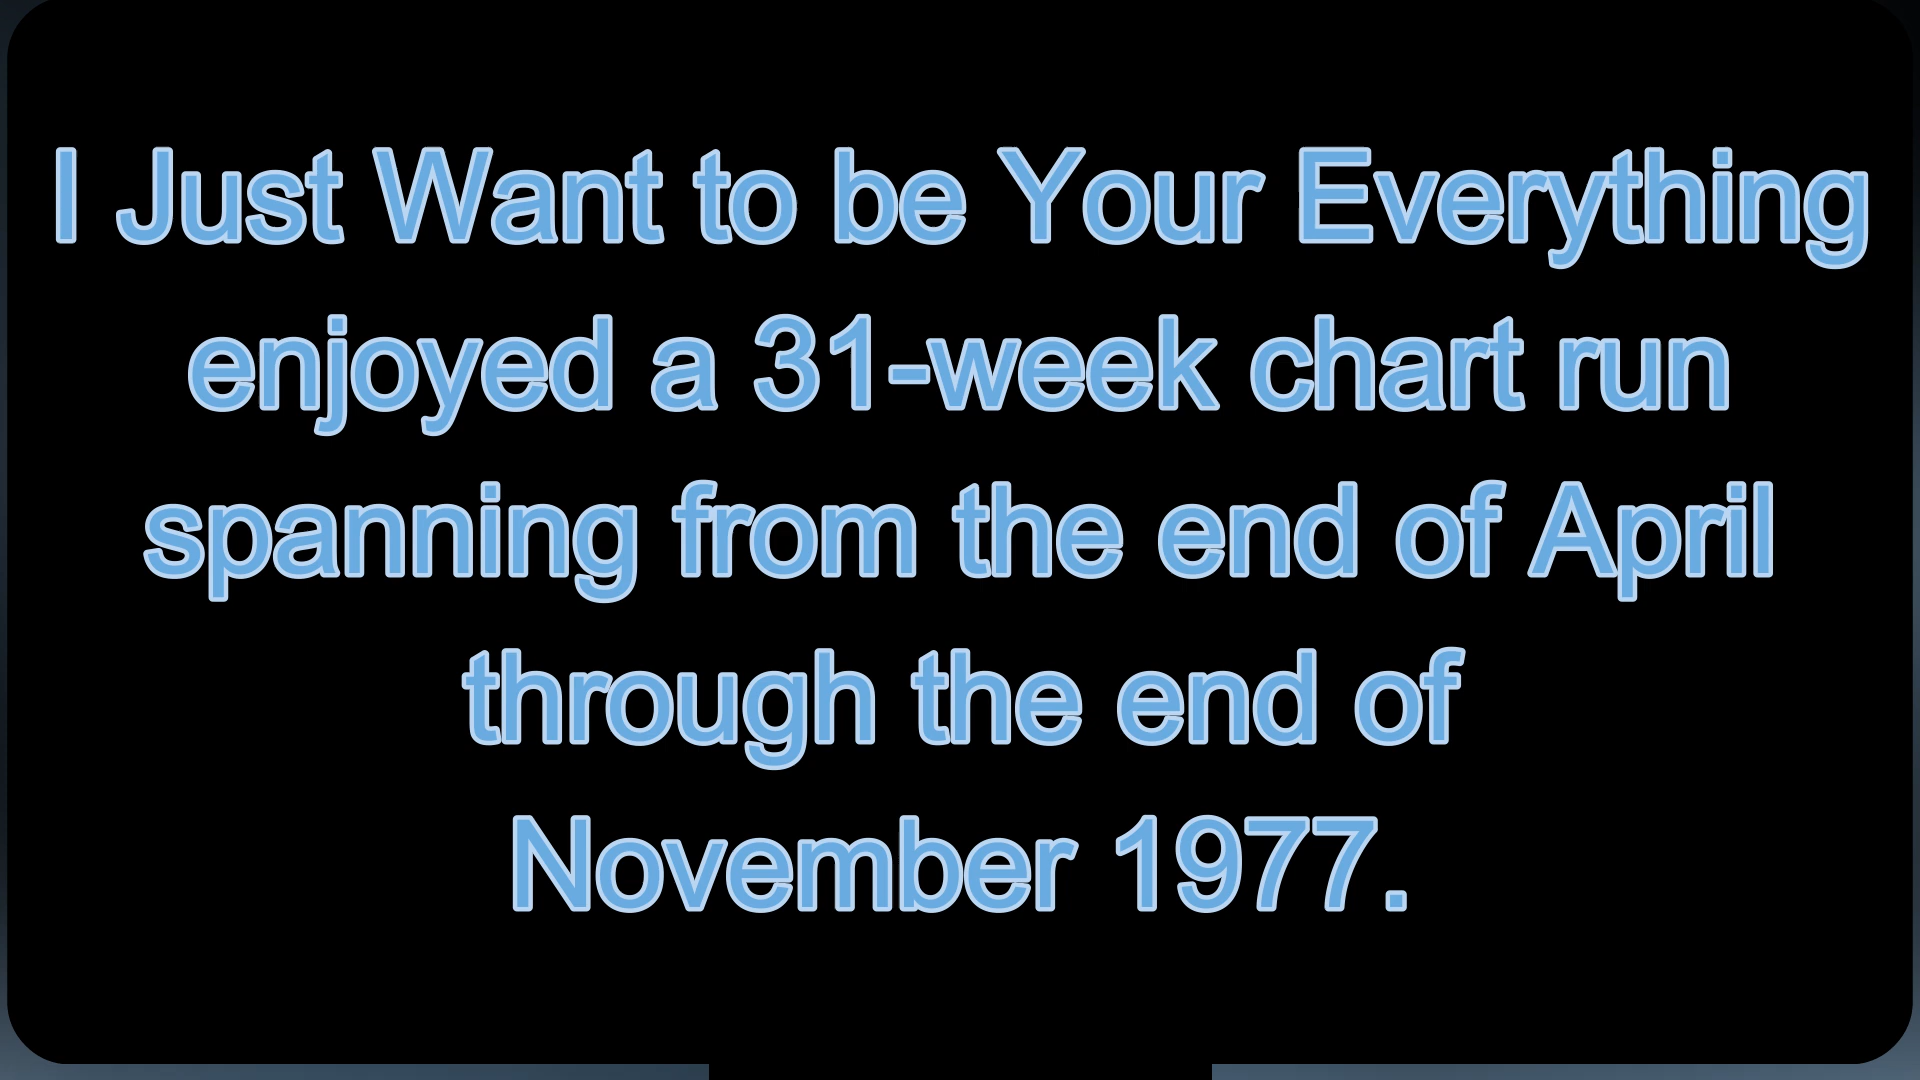 I Just Want to be Your Everything
enjoyed a 31-week chart run
spanning from the end of April
through the end of
November 1977.